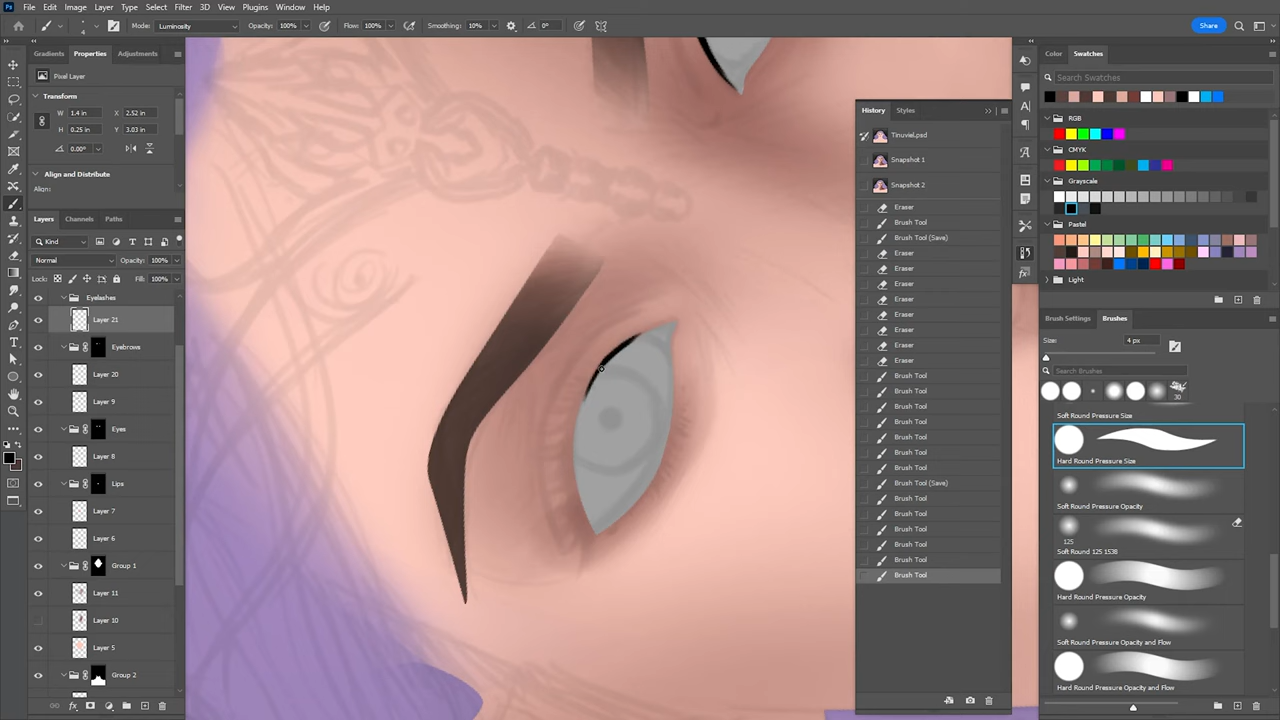 Ps File Edit Image Layer Type Select Filter 3D View Plugins Window Help
4 Mode: Luminosity Opacity: 100% Flow: 100% Smoothing: 10% 0° Share
Gradients Properties Adjustments
Pixel Layer
Transform
W 1.4 in X 2.52 in
H 0.25 in Y 3.03 in
0.00°
Align and Distribute
Align:
Layers Channels Paths
Kind
Normal Opacity: 100%
Lock: Fill: 100%
Eyelashes
Layer 21
Eyebrows
Layer 20
Layer 9
Eyes
Layer 8
Lips
Layer 7
Layer 6
Group 1
Layer 11
Layer 10
Layer 5
Group 2
History Styles
Tinuviel.psd
Snapshot 1
Snapshot 2
Eraser
Brush Tool
Brush Tool (Save)
Eraser
Eraser
Eraser
Eraser
Eraser
Eraser
Eraser
Eraser
Brush Tool
Brush Tool
Brush Tool
Brush Tool
Brush Tool
Brush Tool
Brush Tool
Brush Tool (Save)
Brush Tool
Brush Tool
Brush Tool
Brush Tool
Brush Tool
Brush Tool
Color Swatches
Search Swatches
RGB
CMYK
Grayscale
Pastel
Light
Brush Settings Brushes
Size: 4 px
Search Brushes
30
Soft Round Pressure Size
Hard Round Pressure Size
Soft Round Pressure Opacity
125
Soft Round 125 1538
Hard Round Pressure Opacity
Soft Round Pressure Opacity and Flow
Hard Round Pressure Opacity and Flow